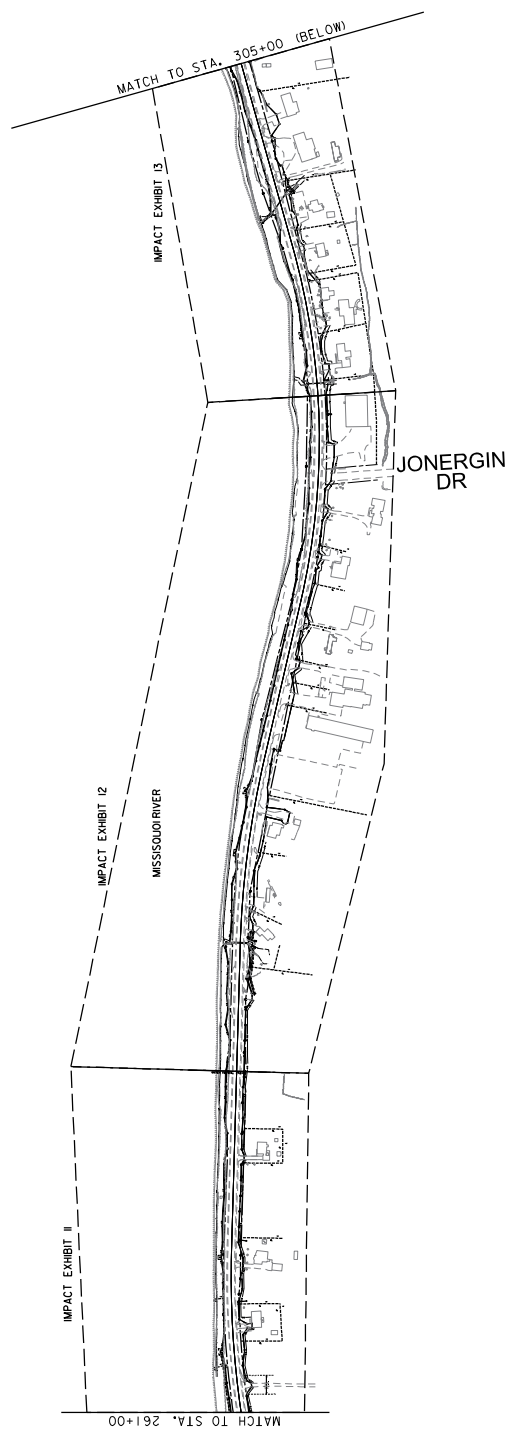 MATCH TO STA. 305+00 (BELOW)
IMPACT EXHIBIT 13
JONERGIN
DR
IMPACT EXHIBIT 12
MISSISQUOI RIVER
IMPACT EXHIBIT 11
MATCH TO STA. 261+00